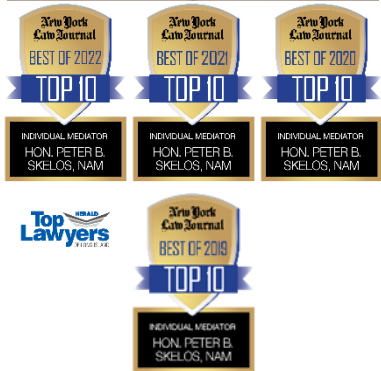 New York
Law Journal
BEST OF 2022
TOP 10
INDIVIDUAL MEDIATOR
HON. PETER B.
SKELOS, NAM
New York
Law Journal
BEST OF 2021
TOP 10
INDIVIDUAL MEDIATOR
HON. PETER B.
SKELOS, NAM
New York
Law Journal
BEST OF 2020
TOP 10
INDIVIDUAL MEDIATOR
HON. PETER B.
SKELOS, NAM
HERALD
Top
Lawyers
OF LONG ISLAND
New York
Law Journal
BEST OF 2019
TOP 10
INDIVIDUAL MEDIATOR
HON. PETER B.
SKELOS, NAM